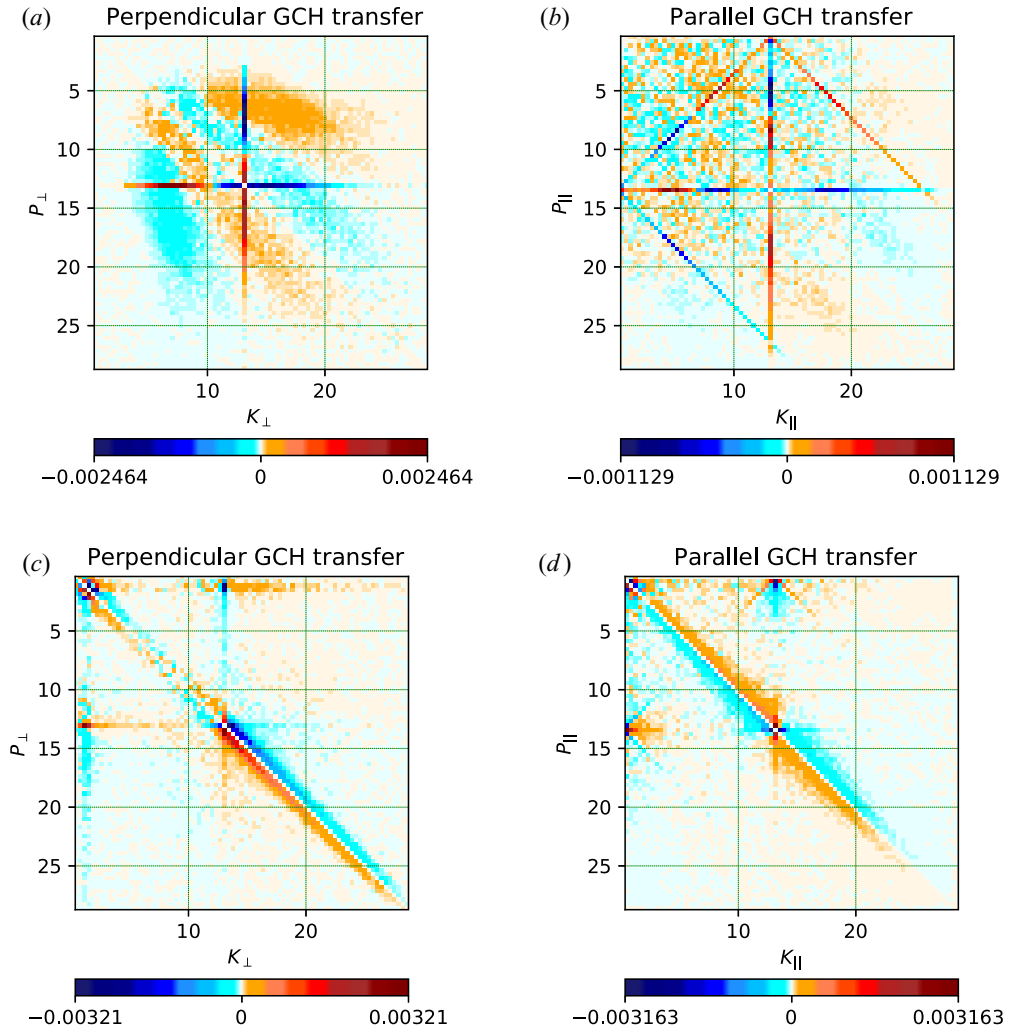 (a) Perpendicular GCH transfer
(b) Parallel GCH transfer
5
10
15
20
25
P⊥
10 20
K⊥
−0.002464 0 0.002464
5
10
15
20
25
P||
10 20
K||
−0.001129 0 0.001129
(c) Perpendicular GCH transfer
(d) Parallel GCH transfer
5
10
15
20
25
P⊥
10 20
K⊥
−0.00321 0 0.00321
5
10
15
20
25
P||
10 20
K||
−0.003163 0 0.003163